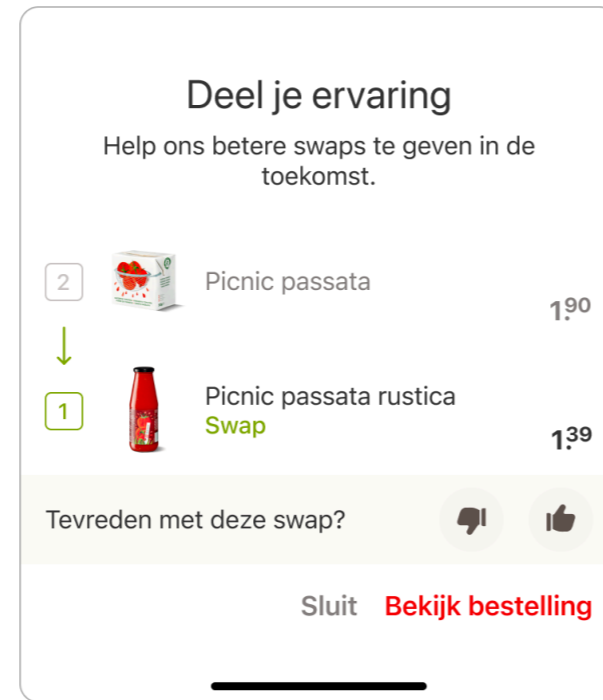 Deel je ervaring
Help ons betere swaps te geven in de
toekomst.
2
Picnic passata
1.90
1
Picnic passata rustica
Swap
1.39
Tevreden met deze swap?
Sluit
Bekijk bestelling